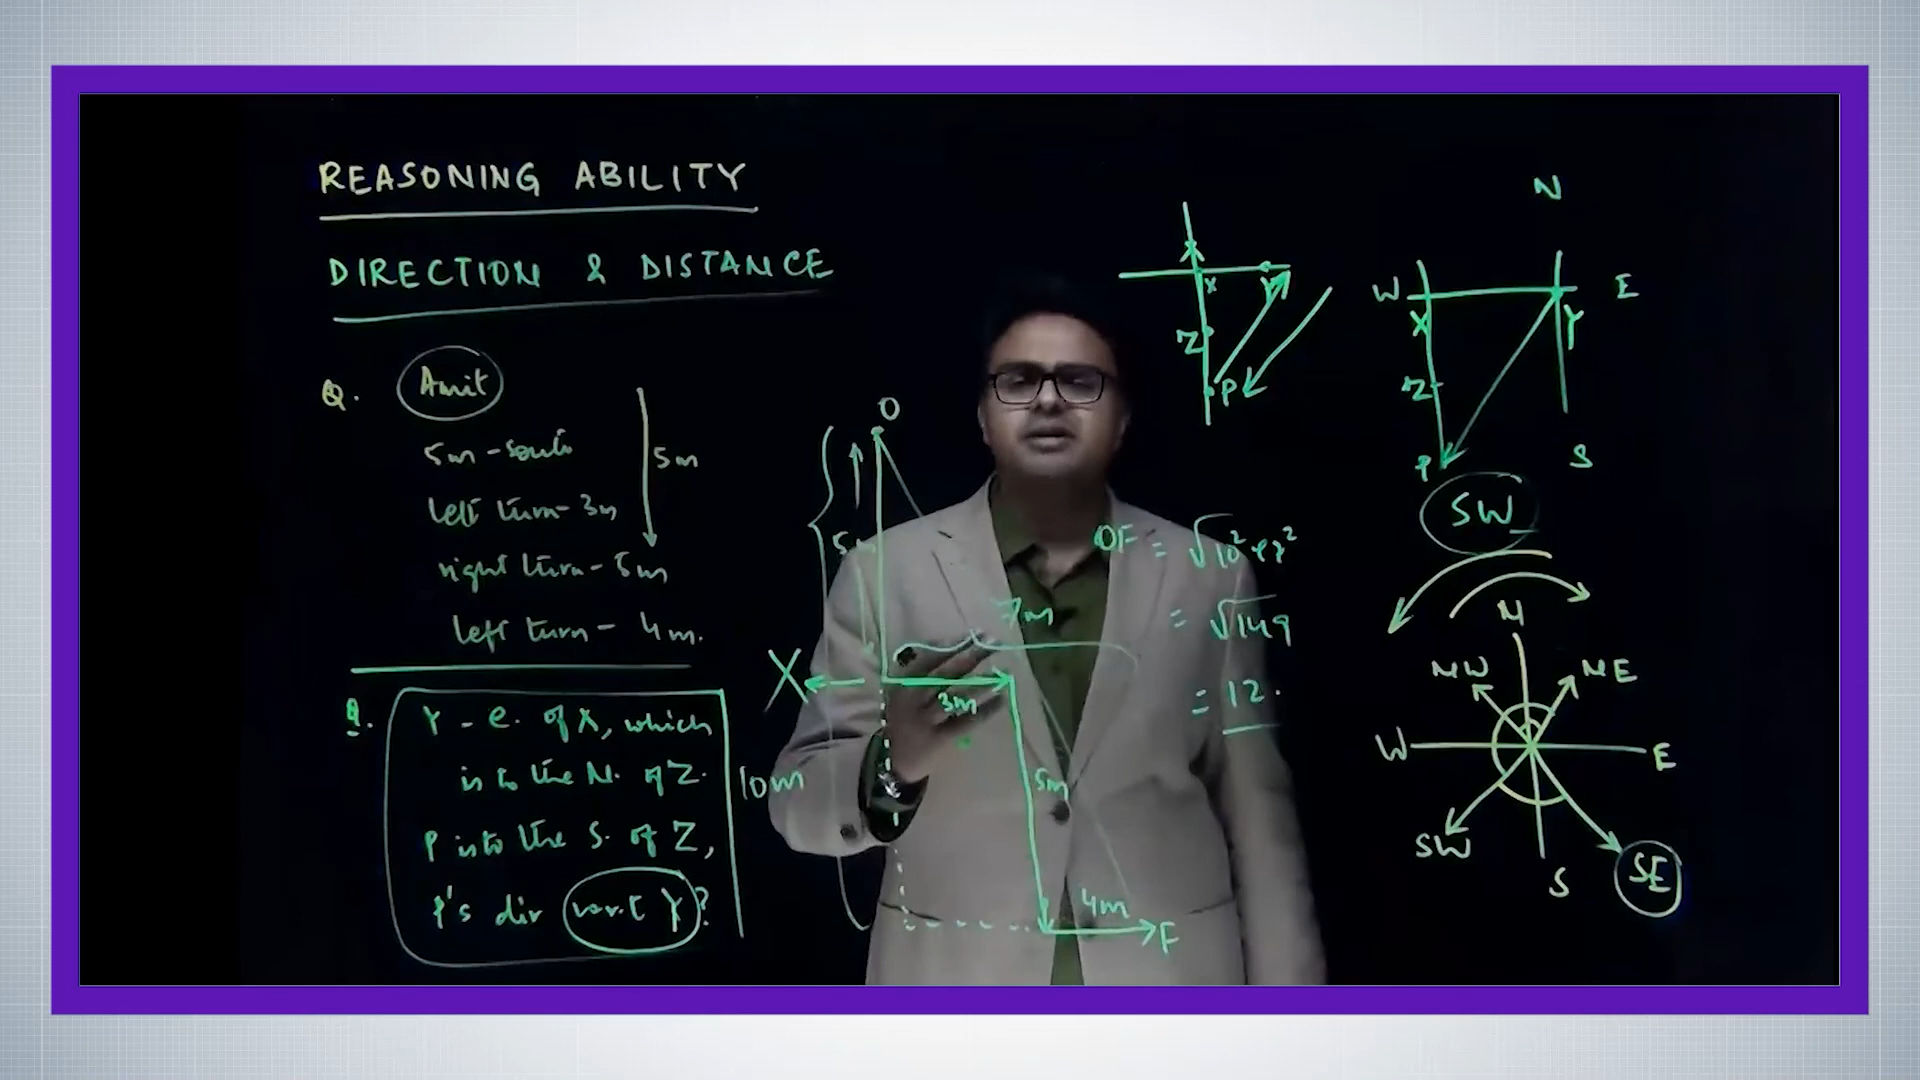 REASONING ABILITY
DIRECTION & DISTANCE
Q. Amit
5m - south
left turn - 3m
right turn - 5m
left turn - 4m.
5m
Q. Y - e. of X, which
is to the N. of Z.
P is to the S. of Z,
P's dir w.r.t Y?
O
5m
X
3m
7m
10m
5m
4m
F
OF = √10²+7²
= √149
= 12.
X
Y
Z
P
N
W
E
X
Y
Z
P
S
SW
N
NW
NE
W
E
SW
S
SE